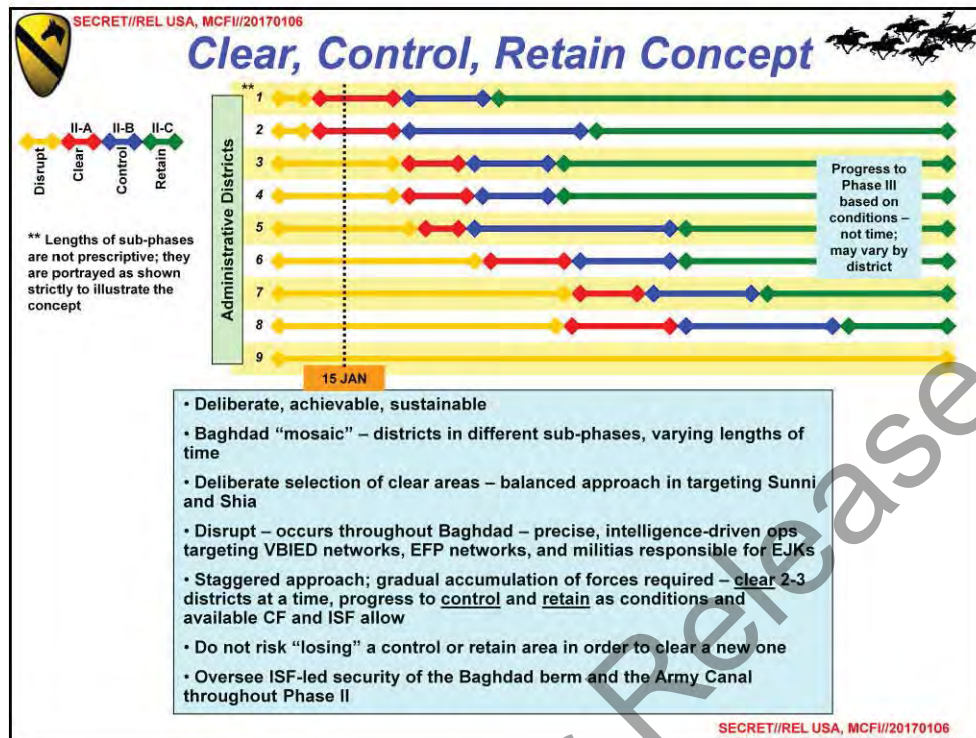 SECRET//REL USA, MCFI//20170106
Clear, Control, Retain Concept
II-A II-B II-C
Disrupt
Clear
Control
Retain
** Lengths of sub-phases
are not prescriptive; they
are portrayed as shown
strictly to illustrate the
concept
Administrative Districts
**
1
2
3
4
5
6
7
8
9
Progress to
Phase III
based on
conditions –
not time;
may vary by
district
15 JAN
• Deliberate, achievable, sustainable
• Baghdad “mosaic” – districts in different sub-phases, varying lengths of
time
• Deliberate selection of clear areas – balanced approach in targeting Sunni
and Shia
• Disrupt – occurs throughout Baghdad – precise, intelligence-driven ops
targeting VBIED networks, EFP networks, and militias responsible for EJKs
• Staggered approach; gradual accumulation of forces required – clear 2-3
districts at a time, progress to control and retain as conditions and
available CF and ISF allow
• Do not risk “losing” a control or retain area in order to clear a new one
• Oversee ISF-led security of the Baghdad berm and the Army Canal
throughout Phase II
Release
SECRET//REL USA, MCFI//20170106